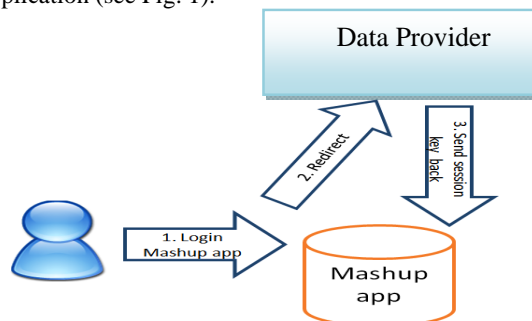 plication (see Fig. 1).
Data Provider
2. Redirect
3. Send session
key back
1. Login
Mashup app
Mashup
app